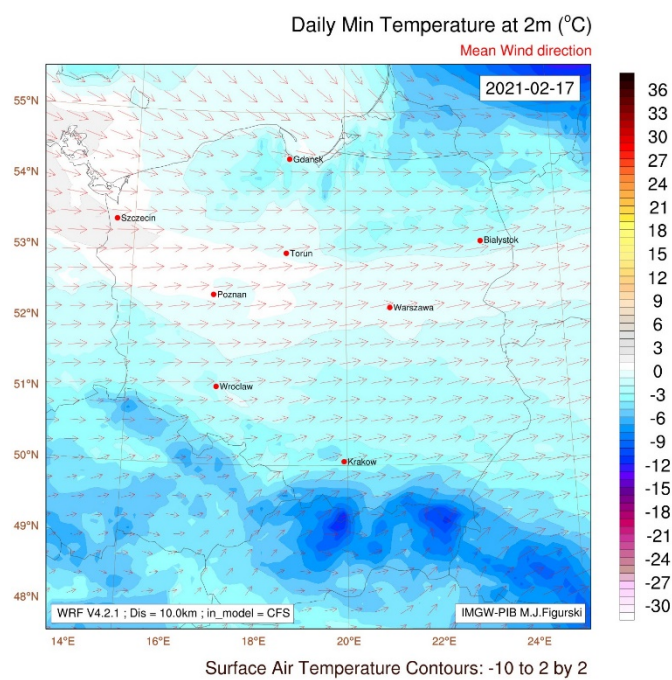 Daily Min Temperature at 2m (°C)
Mean Wind direction
2021-02-17
55°N
54°N
53°N
52°N
51°N
50°N
49°N
48°N
Gdansk
Szczecin
Bialystok
Torun
Poznan
Warszawa
Wroclaw
Krakow
WRF V4.2.1 ; Dis = 10.0km ; in_model = CFS
IMGW-PIB M.J.Figurski
14°E
16°E
18°E
20°E
22°E
24°E
36
33
30
27
24
21
18
15
12
9
6
3
0
-3
-6
-9
-12
-15
-18
-21
-24
-27
-30
Surface Air Temperature Contours: -10 to 2 by 2